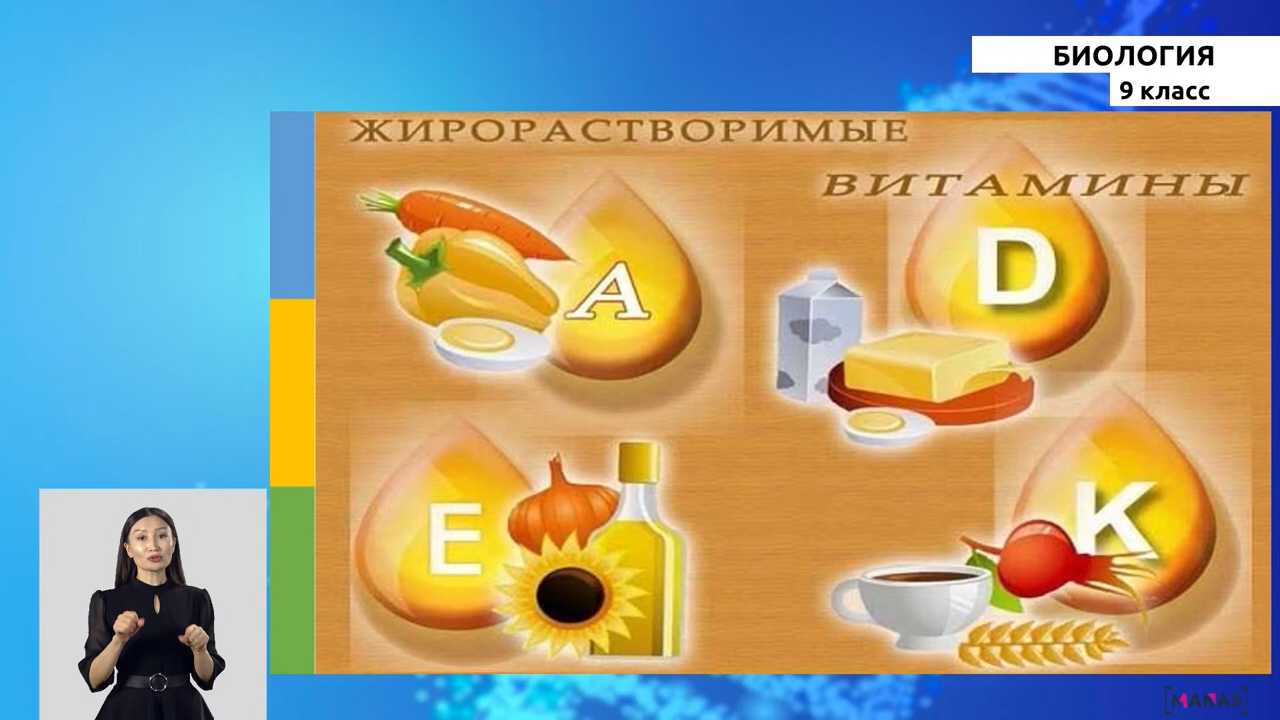 БИОЛОГИЯ
9 класс
ЖИРОРАСТВОРИМЫЕ
ВИТАМИНЫ
A
D
E
K
MANAS